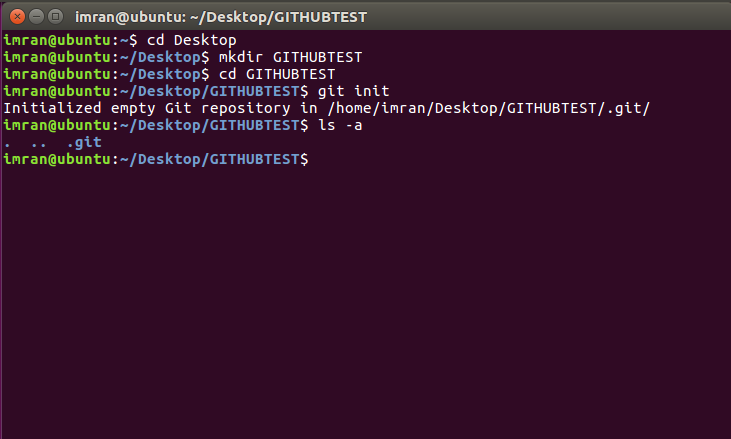 imran@ubuntu: ~/Desktop/GITHUBTEST
imran@ubuntu:~$ cd Desktop
imran@ubuntu:~/Desktop$ mkdir GITHUBTEST
imran@ubuntu:~/Desktop$ cd GITHUBTEST
imran@ubuntu:~/Desktop/GITHUBTEST$ git init
Initialized empty Git repository in /home/imran/Desktop/GITHUBTEST/.git/
imran@ubuntu:~/Desktop/GITHUBTEST$ ls -a
.  ..  .git
imran@ubuntu:~/Desktop/GITHUBTEST$